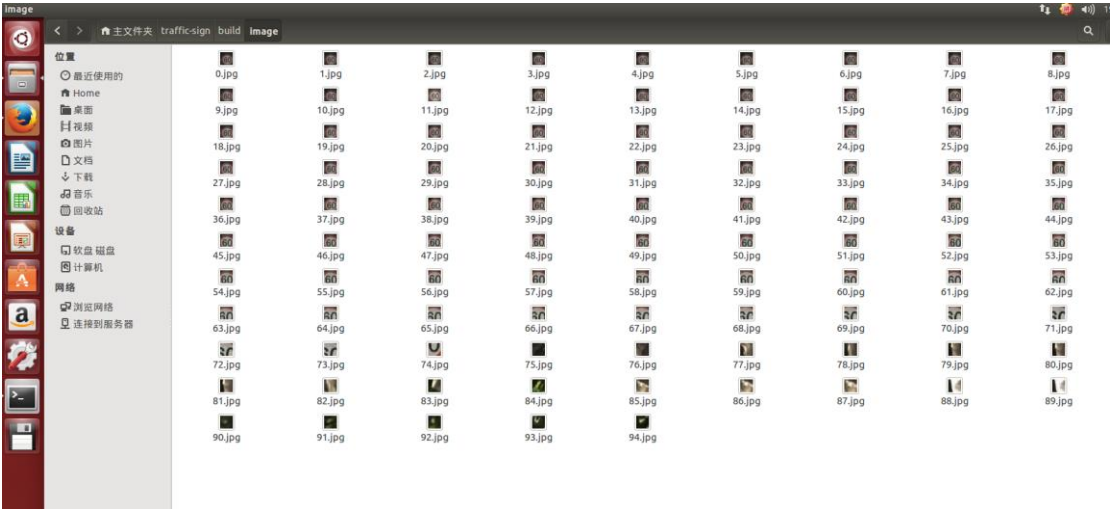 image
主文件夹 traffic-sign build image
位置
最近使用的
Home
桌面
视频
图片
文档
下载
音乐
回收站
设备
软盘 磁盘
计算机
网络
浏览网络
连接到服务器
0.jpg 1.jpg 2.jpg 3.jpg 4.jpg 5.jpg 6.jpg 7.jpg 8.jpg
9.jpg 10.jpg 11.jpg 12.jpg 13.jpg 14.jpg 15.jpg 16.jpg 17.jpg
18.jpg 19.jpg 20.jpg 21.jpg 22.jpg 23.jpg 24.jpg 25.jpg 26.jpg
27.jpg 28.jpg 29.jpg 30.jpg 31.jpg 32.jpg 33.jpg 34.jpg 35.jpg
36.jpg 37.jpg 38.jpg 39.jpg 40.jpg 41.jpg 42.jpg 43.jpg 44.jpg
45.jpg 46.jpg 47.jpg 48.jpg 49.jpg 50.jpg 51.jpg 52.jpg 53.jpg
54.jpg 55.jpg 56.jpg 57.jpg 58.jpg 59.jpg 60.jpg 61.jpg 62.jpg
63.jpg 64.jpg 65.jpg 66.jpg 67.jpg 68.jpg 69.jpg 70.jpg 71.jpg
72.jpg 73.jpg 74.jpg 75.jpg 76.jpg 77.jpg 78.jpg 79.jpg 80.jpg
81.jpg 82.jpg 83.jpg 84.jpg 85.jpg 86.jpg 87.jpg 88.jpg 89.jpg
90.jpg 91.jpg 92.jpg 93.jpg 94.jpg